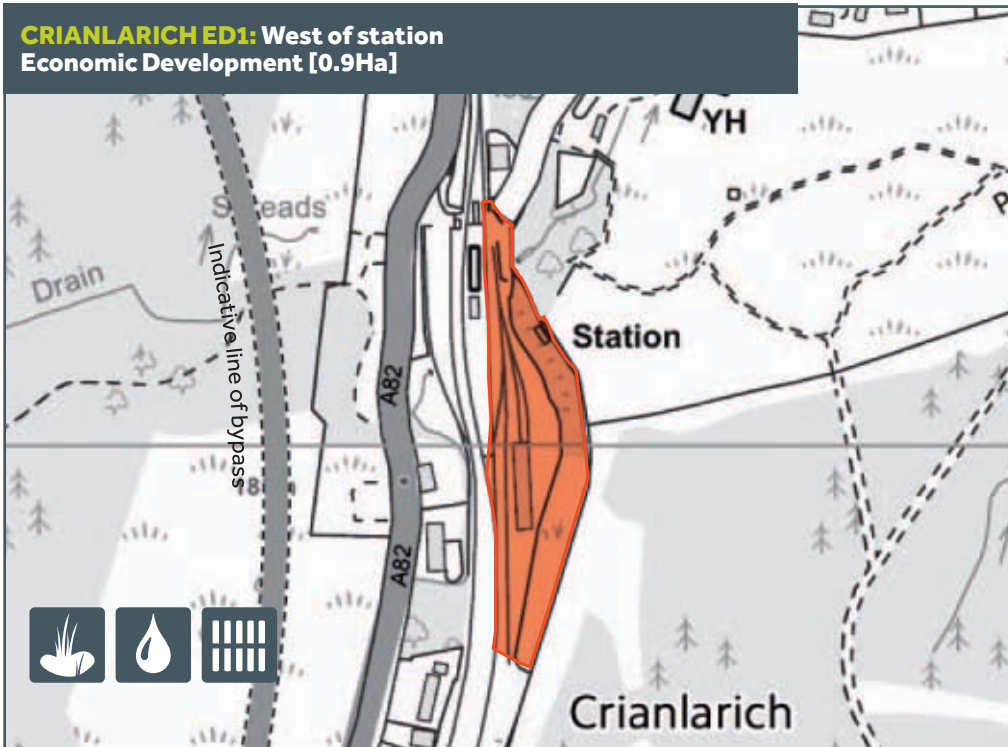 CRIANLARICH ED1: West of station
Economic Development [0.9Ha]
YH
Drain
Indicative line of bypass
Station
A82
A82
Crianlarich